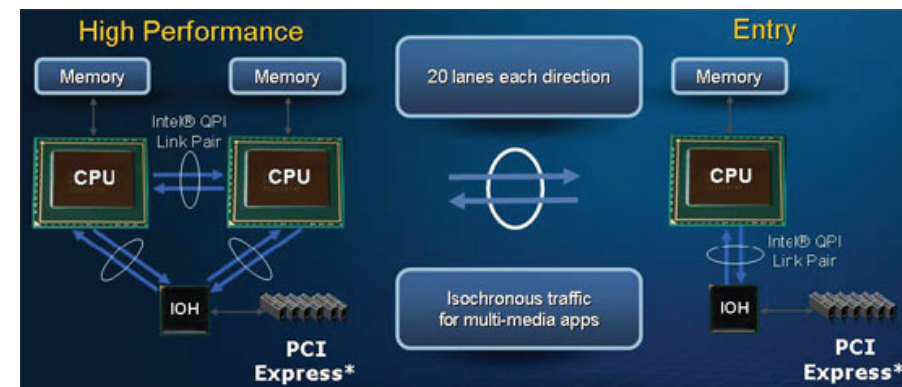 High Performance
Memory
Memory
Intel® QPI
Link Pair
CPU
CPU
IOH
PCI
Express*
20 lanes each direction
Isochronous traffic
for multi-media apps
Entry
Memory
CPU
Intel® QPI
Link Pair
IOH
PCI
Express*